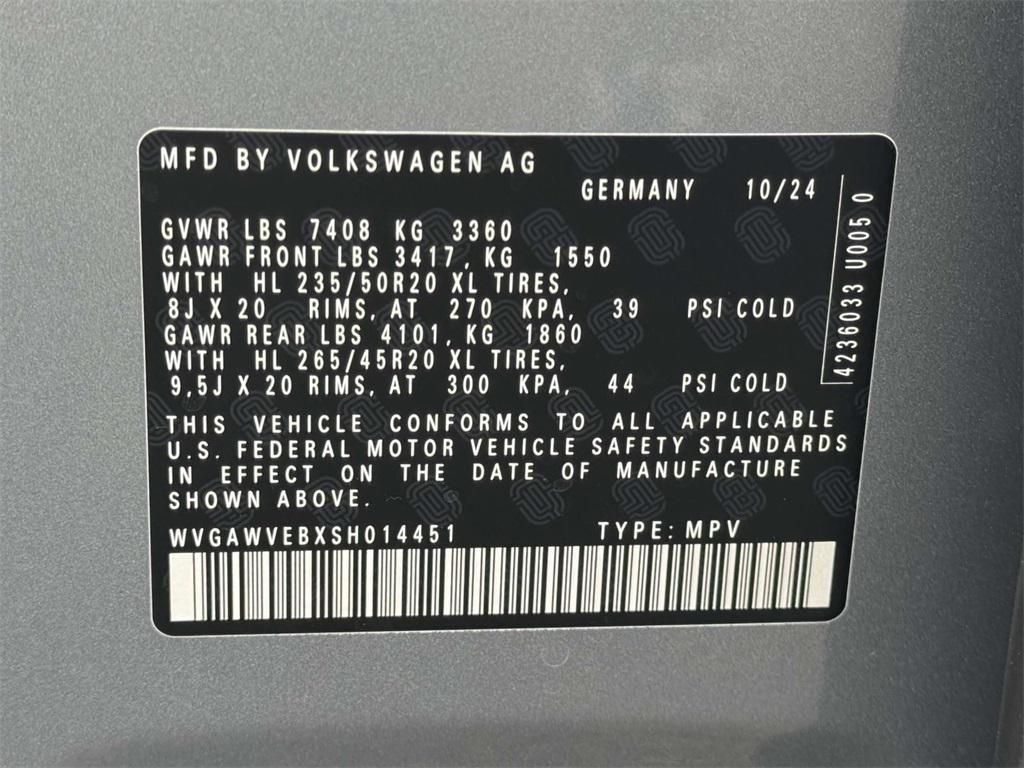 MFD BY VOLKSWAGEN AG
GERMANY 10/24
GVWR LBS 7408 KG 3360
GAWR FRONT LBS 3417, KG 1550
WITH HL 235/50R20 XL TIRES,
8J X 20 RIMS, AT 270 KPA, 39 PSI COLD
GAWR REAR LBS 4101, KG 1860
WITH HL 265/45R20 XL TIRES,
9,5J X 20 RIMS, AT 300 KPA, 44 PSI COLD
THIS VEHICLE CONFORMS TO ALL APPLICABLE
U.S. FEDERAL MOTOR VEHICLE SAFETY STANDARDS
IN EFFECT ON THE DATE OF MANUFACTURE
SHOWN ABOVE.
WVGAWVEBXSH014451 TYPE: MPV
4236033 U005 0